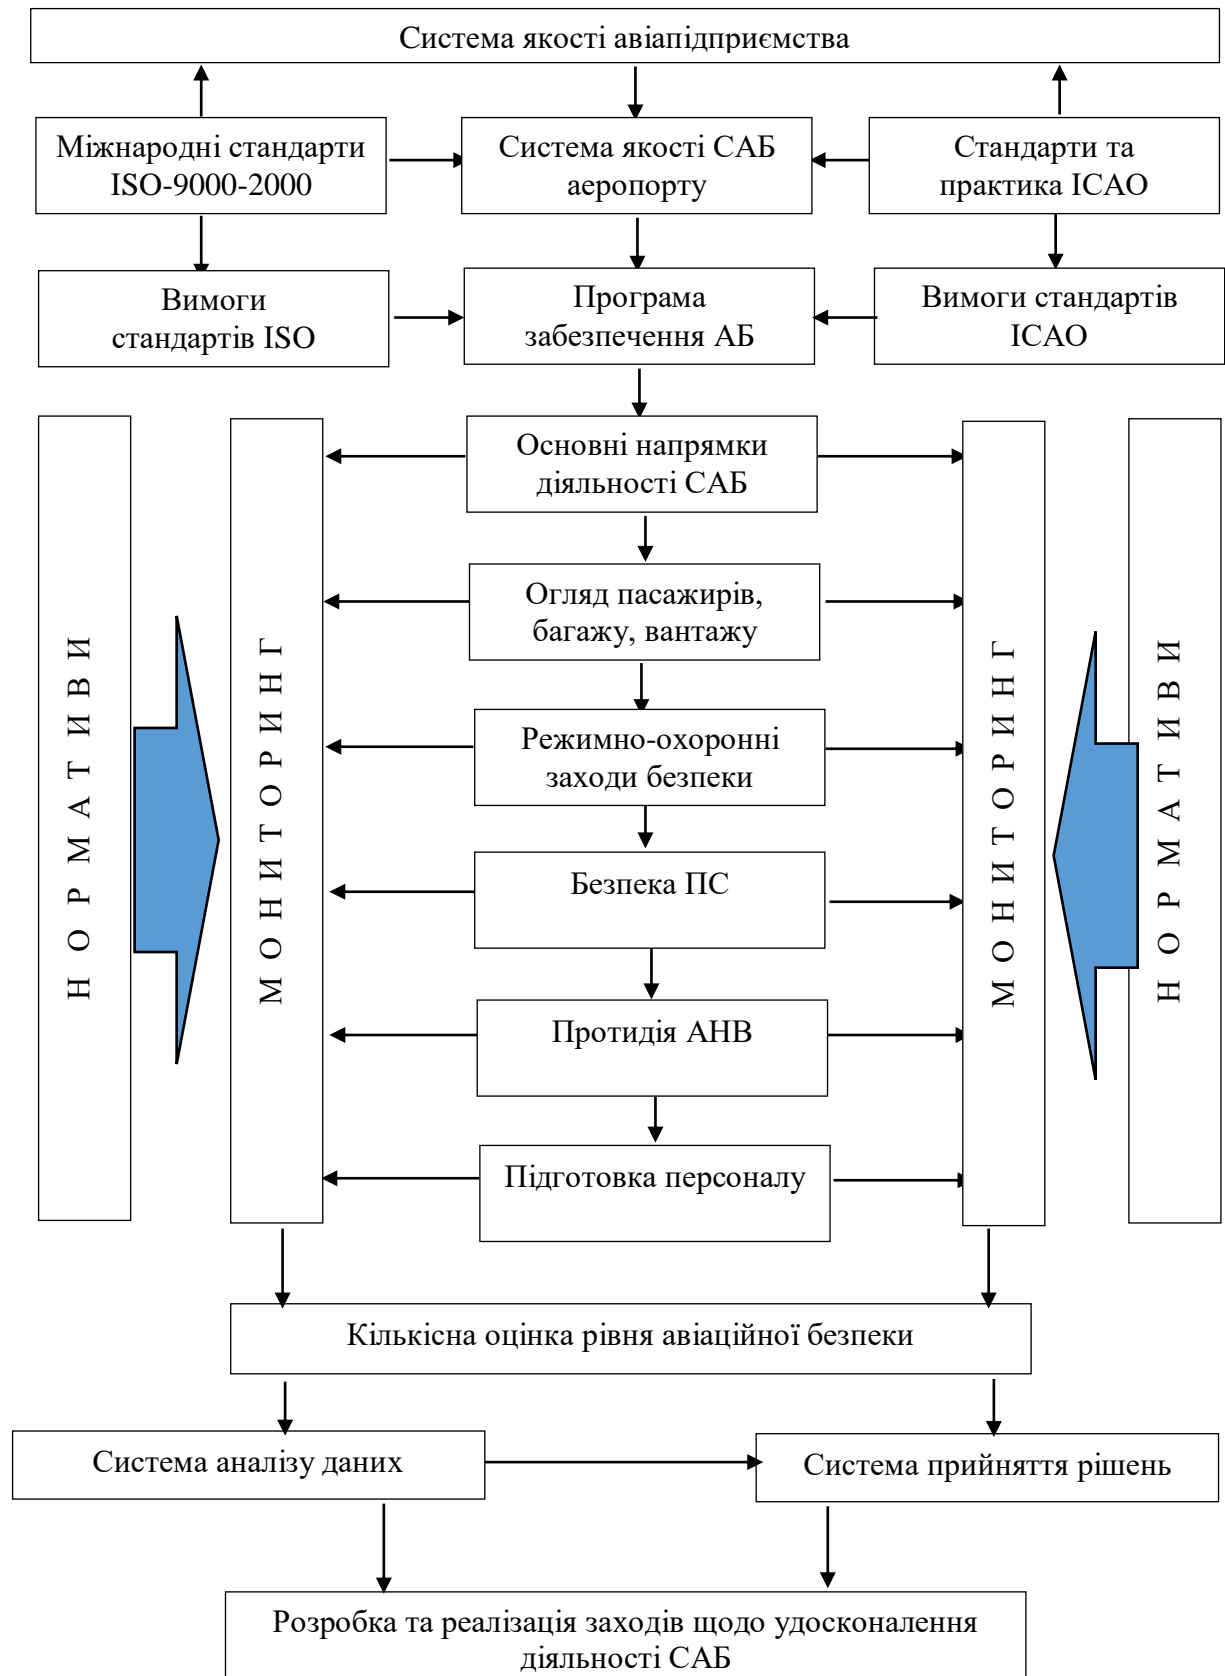 Система якості авіапідприємства
Міжнародні стандарти
ISO-9000-2000
Система якості САБ
аеропорту
Стандарти та
практика ІСАО
Вимоги
стандартів ISO
Програма
забезпечення АБ
Вимоги стандартів
ІСАО
НОРМАТИВИ
МОНИТОРИНГ
Основні напрямки
діяльності САБ
Огляд пасажирів,
багажу, вантажу
Режимно-охоронні
заходи безпеки
Безпека ПС
Протидія АНВ
Підготовка персоналу
МОНИТОРИНГ
НОРМАТИВИ
Кількісна оцінка рівня авіаційної безпеки
Система аналізу даних
Система прийняття рішень
Розробка та реалізація заходів щодо удосконалення
діяльності САБ